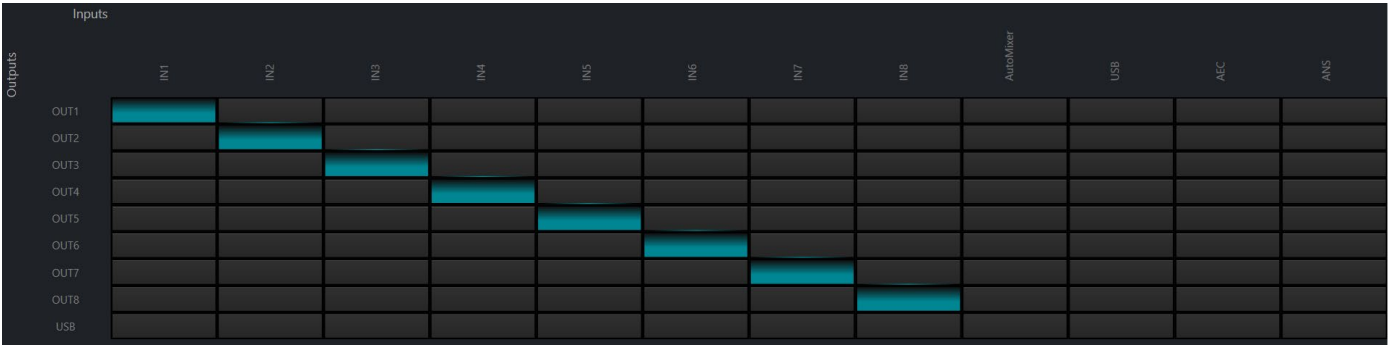 Inputs
Outputs
IN1
IN2
IN3
IN4
IN5
IN6
IN7
IN8
AutoMixer
USB
AEC
ANS
OUT1
OUT2
OUT3
OUT4
OUT5
OUT6
OUT7
OUT8
USB